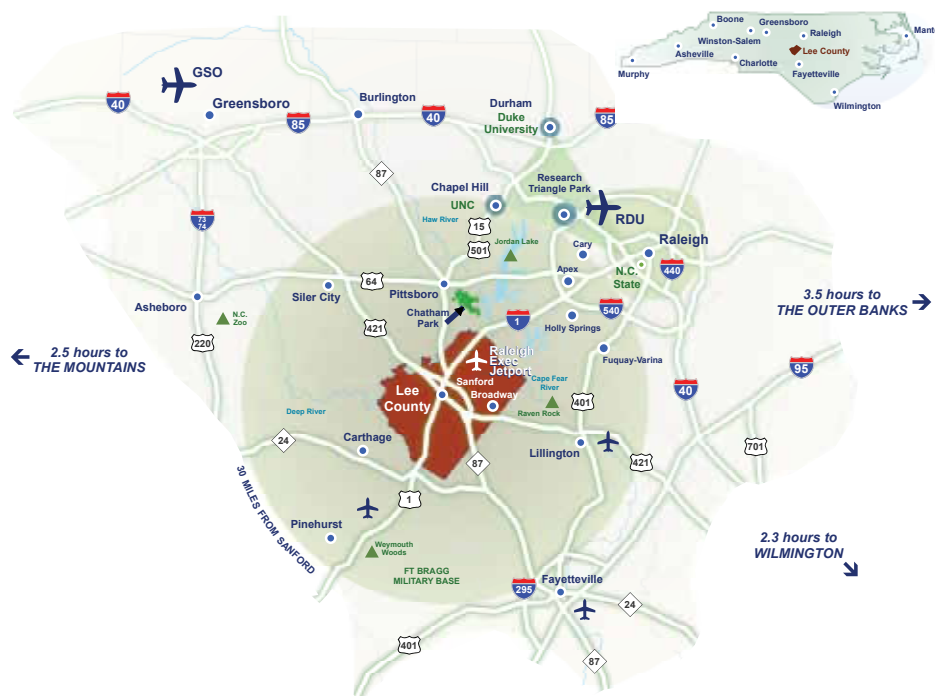 Boone
Greensboro
Winston-Salem
Raleigh
Mant
Asheville
Lee County
Charlotte
Murphy
Fayetteville
Wilmington
GSO
40
Greensboro
85
Burlington
40
Durham
Duke
University
85
87
Research
Triangle Park
Chapel Hill
UNC
RDU
Haw River
15
501
Jordan Lake
73
74
Cary
Raleigh
Apex
N.C.
State
440
64
Siler City
Pittsboro
Asheboro
Chatham
Park
N.C.
Zoo
421
1
540
Holly Springs
220
3.5 hours to
THE OUTER BANKS
2.5 hours to
THE MOUNTAINS
Raleigh
Exec
Jetport
Fuquay-Varina
95
Lee
County
Sanford
Broadway
Cape Fear
River
Raven Rock
401
40
Deep River
24
Carthage
Lillington
421
701
87
30 MILES FROM SANFORD
1
Pinehurst
Weymouth
Woods
FT BRAGG
MILITARY BASE
2.3 hours to
WILMINGTON
295
Fayetteville
24
401
87